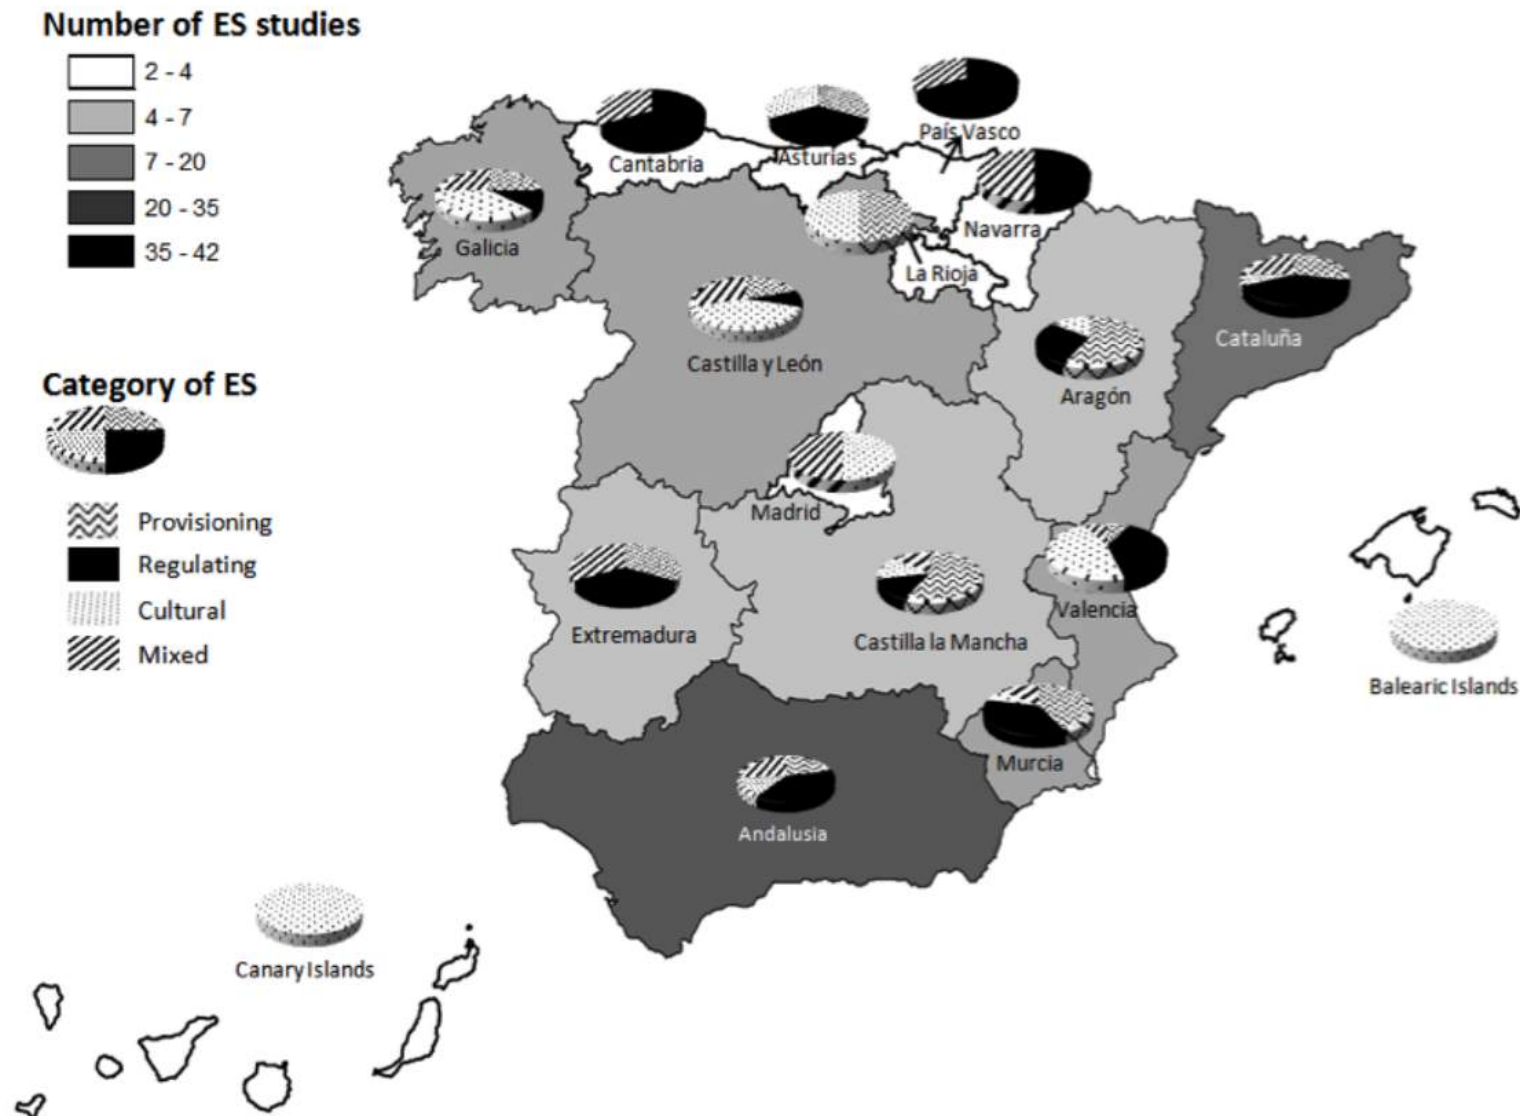 Number of ES studies
2 - 4
4 - 7
7 - 20
20 - 35
35 - 42
Category of ES
Provisioning
Regulating
Cultural
Mixed
País Vasco
Cantabria
Asturias
Navarra
Galicia
La Rioja
Cataluña
Castilla y León
Aragón
Madrid
Valencia
Extremadura
Castilla la Mancha
Balearic Islands
Murcia
Andalusia
Canary Islands